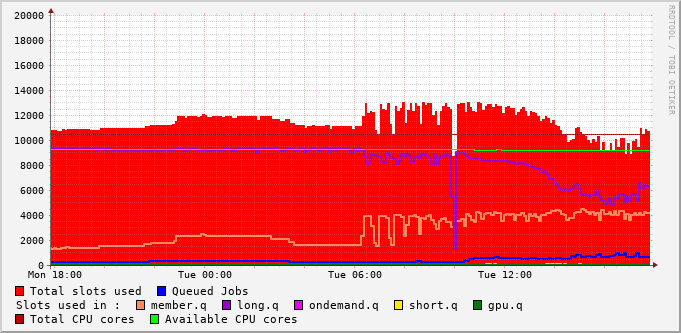 20000
18000
16000
14000
12000
10000
8000
6000
4000
2000
0
Mon 18:00 Tue 00:00 Tue 06:00 Tue 12:00
Total slots used Queued Jobs
Slots used in : member.q long.q ondemand.q short.q gpu.q
Total CPU cores Available CPU cores
RRDTOOL / TOBI OETIKER